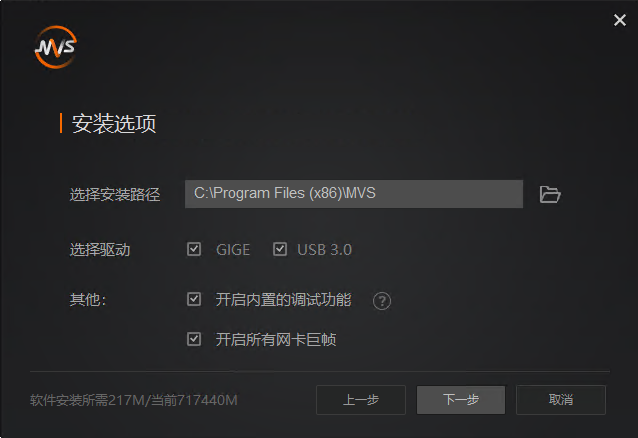 MVS
安装选项
选择安装路径 C:\Program Files (x86)\MVS
选择驱动 GIGE USB 3.0
其他: 开启内置的调试功能 ?
开启所有网卡巨帧
软件安装所需217M/当前717440M 上一步 下一步 取消